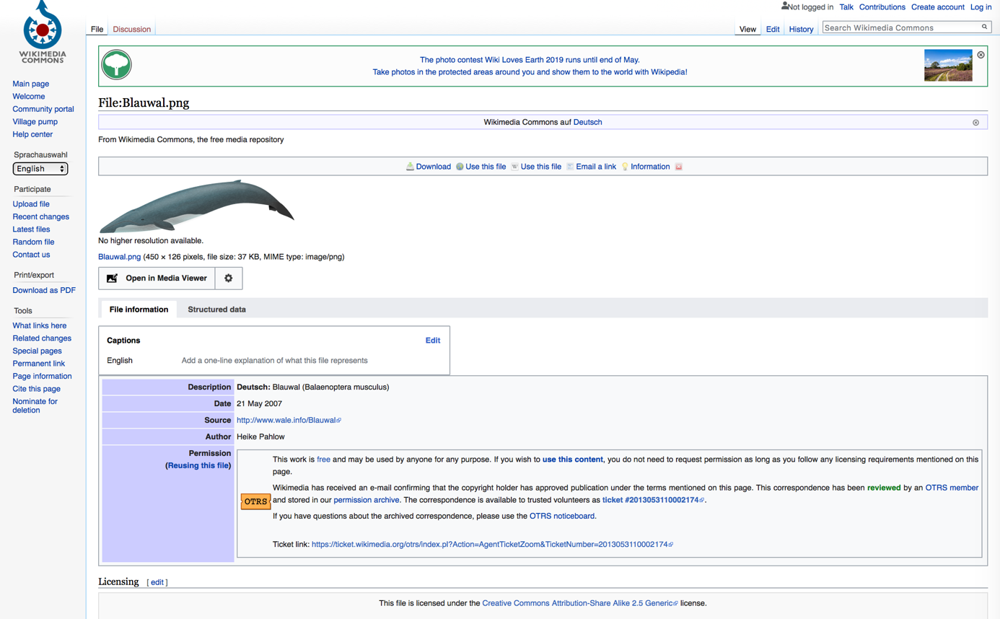 Not logged in Talk Contributions Create account Log in
WIKIMEDIA
COMMONS
File Discussion
View Edit History Search Wikimedia Commons
The photo contest Wiki Loves Earth 2019 runs until end of May.
Take photos in the protected areas around you and show them to the world with Wikipedia!
Main page
Welcome
Community portal
Village pump
Help center
Sprachauswahl
English
Participate
Upload file
Recent changes
Latest files
Random file
Contact us
Print/export
Download as PDF
Tools
What links here
Related changes
Special pages
Permanent link
Page information
Cite this page
Nominate for
deletion
File:Blauwal.png
Wikimedia Commons auf Deutsch
From Wikimedia Commons, the free media repository
Download Use this file W Use this file Email a link Information
No higher resolution available.
Blauwal.png (450 × 126 pixels, file size: 37 KB, MIME type: image/png)
Open in Media Viewer
File information Structured data
Captions Edit
English Add a one-line explanation of what this file represents
Description Deutsch: Blauwal (Balaenoptera musculus)
Date 21 May 2007
Source http://www.wale.info/Blauwal
Author Heike Pahlow
Permission
(Reusing this file)
This work is free and may be used by anyone for any purpose. If you wish to use this content, you do not need to request permission as long as you follow any licensing requirements mentioned on this
page.
Wikimedia has received an e-mail confirming that the copyright holder has approved publication under the terms mentioned on this page. This correspondence has been reviewed by an OTRS member
OTRS and stored in our permission archive. The correspondence is available to trusted volunteers as ticket #2013053110002174.
If you have questions about the archived correspondence, please use the OTRS noticeboard.
Ticket link: https://ticket.wikimedia.org/otrs/index.pl?Action=AgentTicketZoom&TicketNumber=2013053110002174
Licensing [ edit ]
This file is licensed under the Creative Commons Attribution-Share Alike 2.5 Generic license.